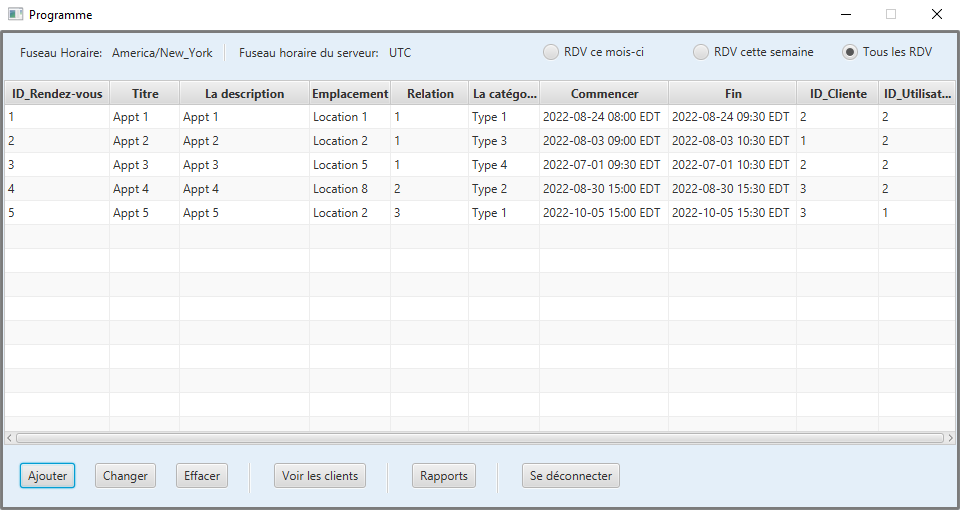 Programme
Fuseau Horaire: America/New_York Fuseau horaire du serveur: UTC RDV ce mois-ci RDV cette semaine Tous les RDV
ID_Rendez-vous Titre La description Emplacement Relation La catégo... Commencer Fin ID_Cliente ID_Utilisat...
1 Appt 1 Appt 1 Location 1 1 Type 1 2022-08-24 08:00 EDT 2022-08-24 09:30 EDT 2 2
2 Appt 2 Appt 2 Location 2 1 Type 3 2022-08-03 09:00 EDT 2022-08-03 10:30 EDT 1 2
3 Appt 3 Appt 3 Location 5 1 Type 4 2022-07-01 09:30 EDT 2022-07-01 10:30 EDT 2 2
4 Appt 4 Appt 4 Location 8 2 Type 2 2022-08-30 15:00 EDT 2022-08-30 15:30 EDT 3 2
5 Appt 5 Appt 5 Location 2 3 Type 1 2022-10-05 15:00 EDT 2022-10-05 15:30 EDT 3 1
Ajouter Changer Effacer Voir les clients Rapports Se déconnecter